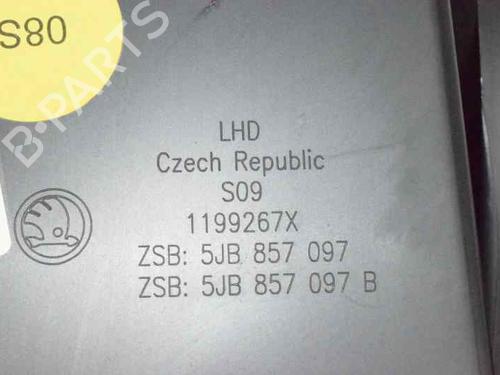 S80
B-PARTS
LHD
Czech Republic
S09
1199267X
ZSB: 5JB 857 097
ZSB: 5JB 857 097 B